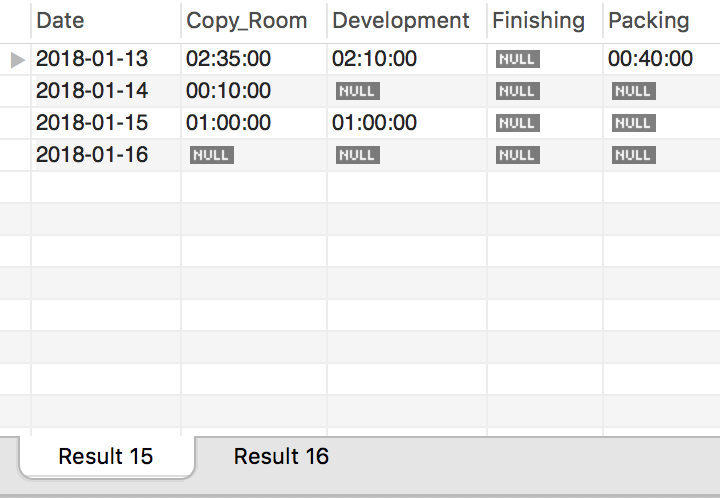 Date Copy_Room Development Finishing Packing
2018-01-13 02:35:00 02:10:00 NULL 00:40:00
2018-01-14 00:10:00 NULL NULL NULL
2018-01-15 01:00:00 01:00:00 NULL NULL
2018-01-16 NULL NULL NULL NULL
Result 15 Result 16